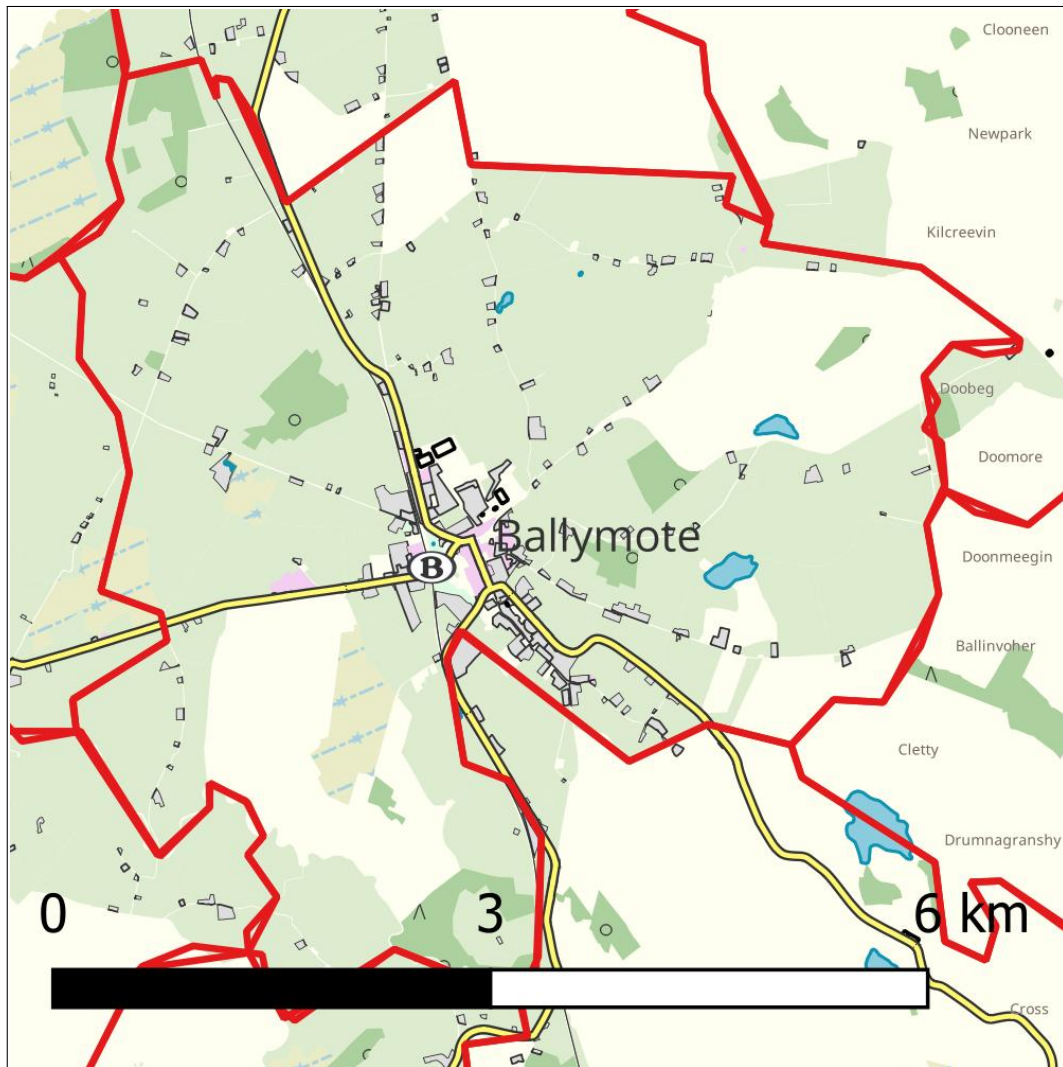 Clooneen
Newpark
Kilcreevin
Doobeg
Doomore
Ballymote
Doonmeegin
B
Ballinvoher
Cletty
Drumnagranshy
0 3 6 km
Cross